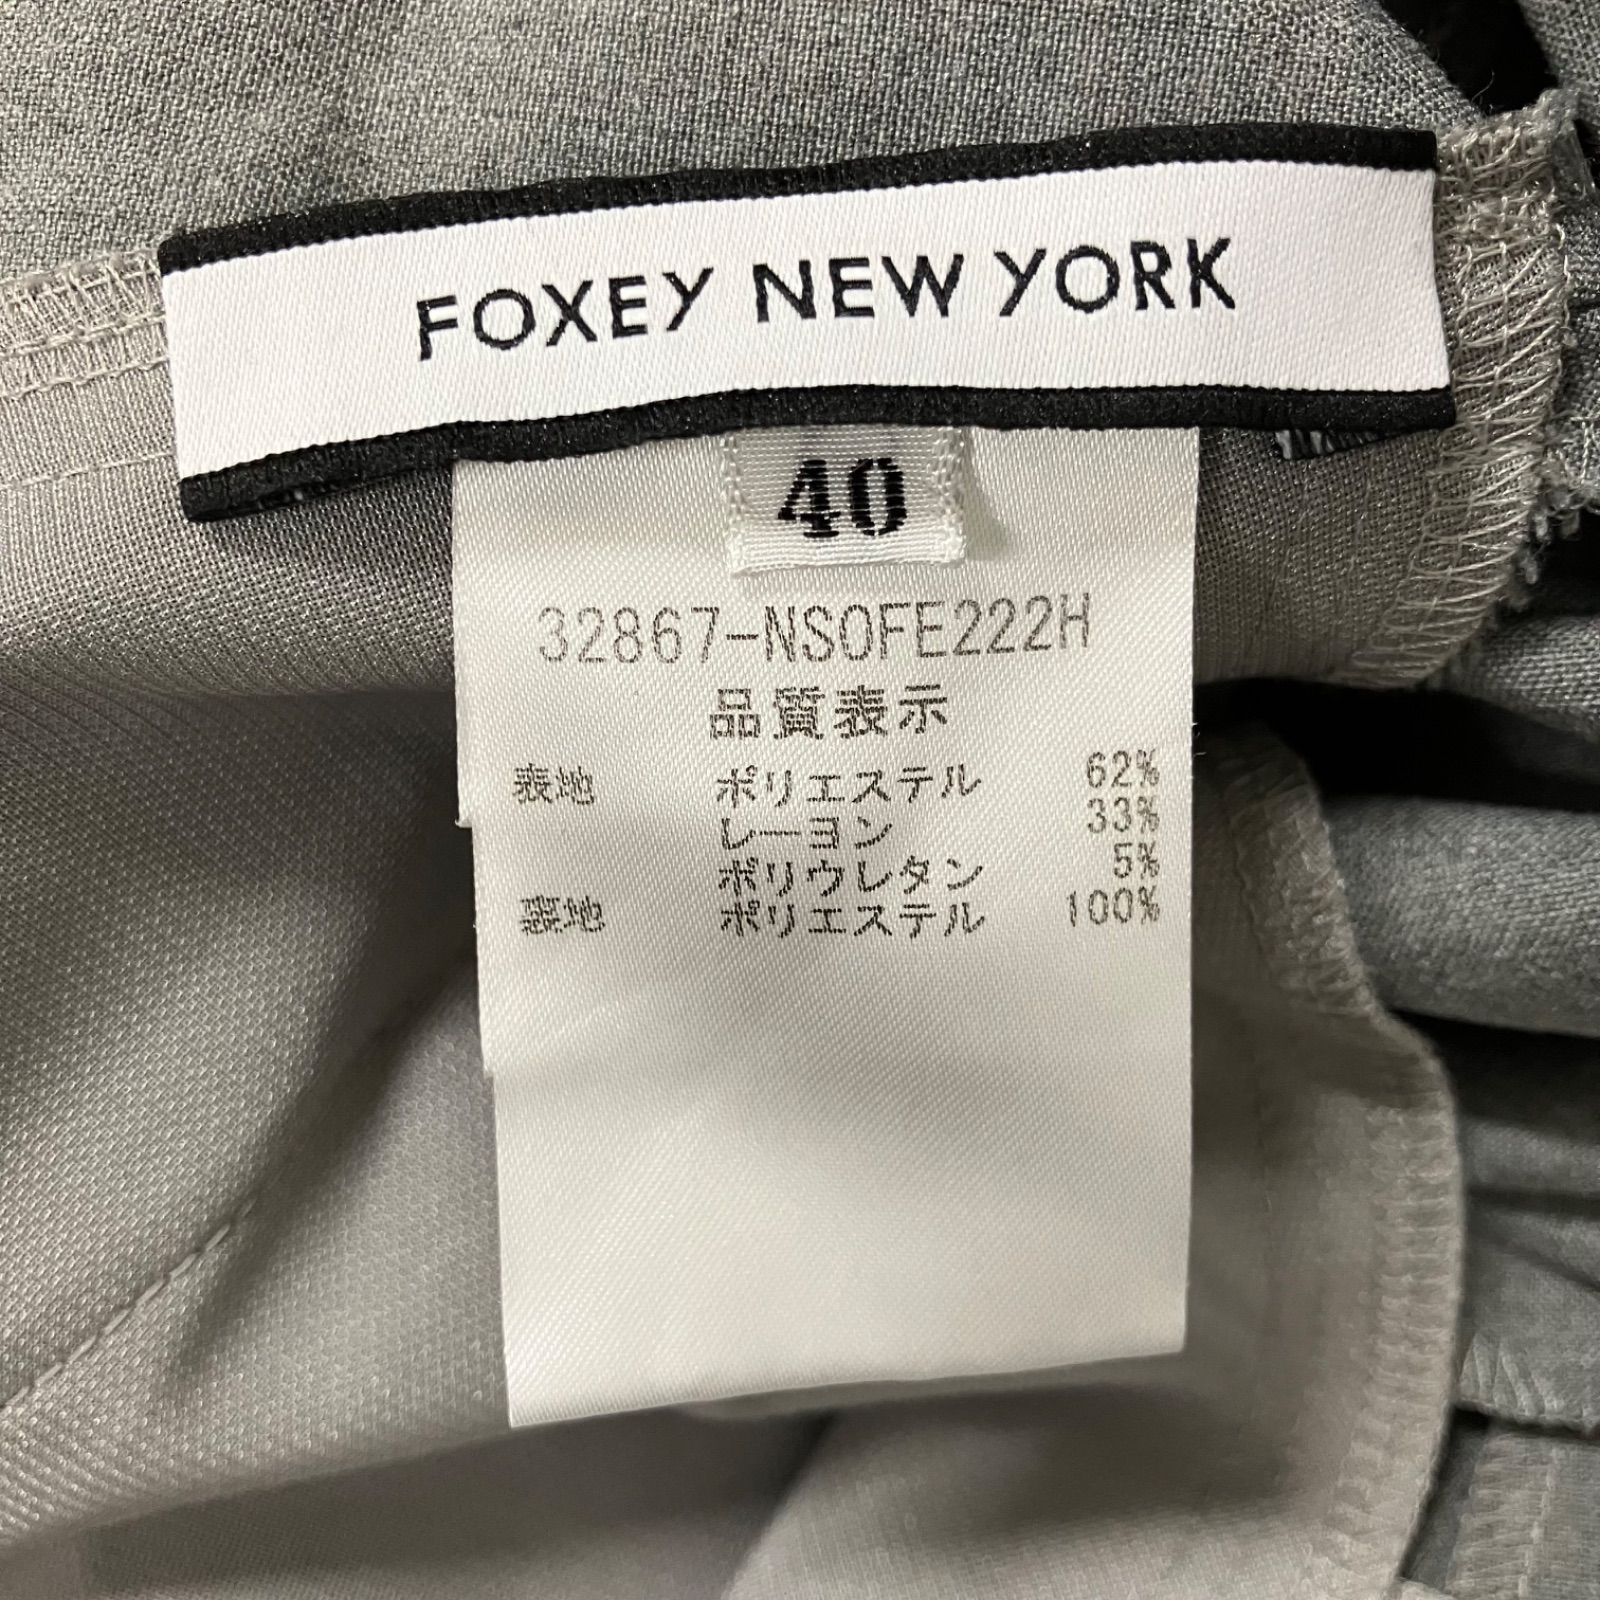 FOXEY NEW YORK
40
32867-NSOFE222H
品質表示
表地 ポリエステル 62%
レーヨン 33%
ポリウレタン 5%
裏地 ポリエステル 100%